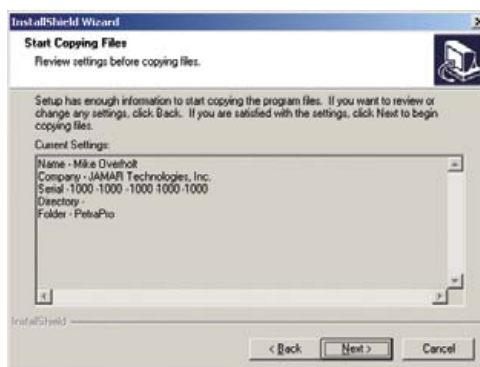 InstallShield Wizard
Start Copying Files
Review settings before copying files.
Setup has enough information to start copying the program files. If you want to review or
change any settings, click Back. If you are satisfied with the settings, click Next to begin
copying files.
Current Settings:
Name - Mike Overholt
Company - JAMAR Technologies, Inc.
Serial -1000 -1000 -1000 -1000 -1000
Directory -
Folder - PetraPro
InstallShield
< Back
Next >
Cancel